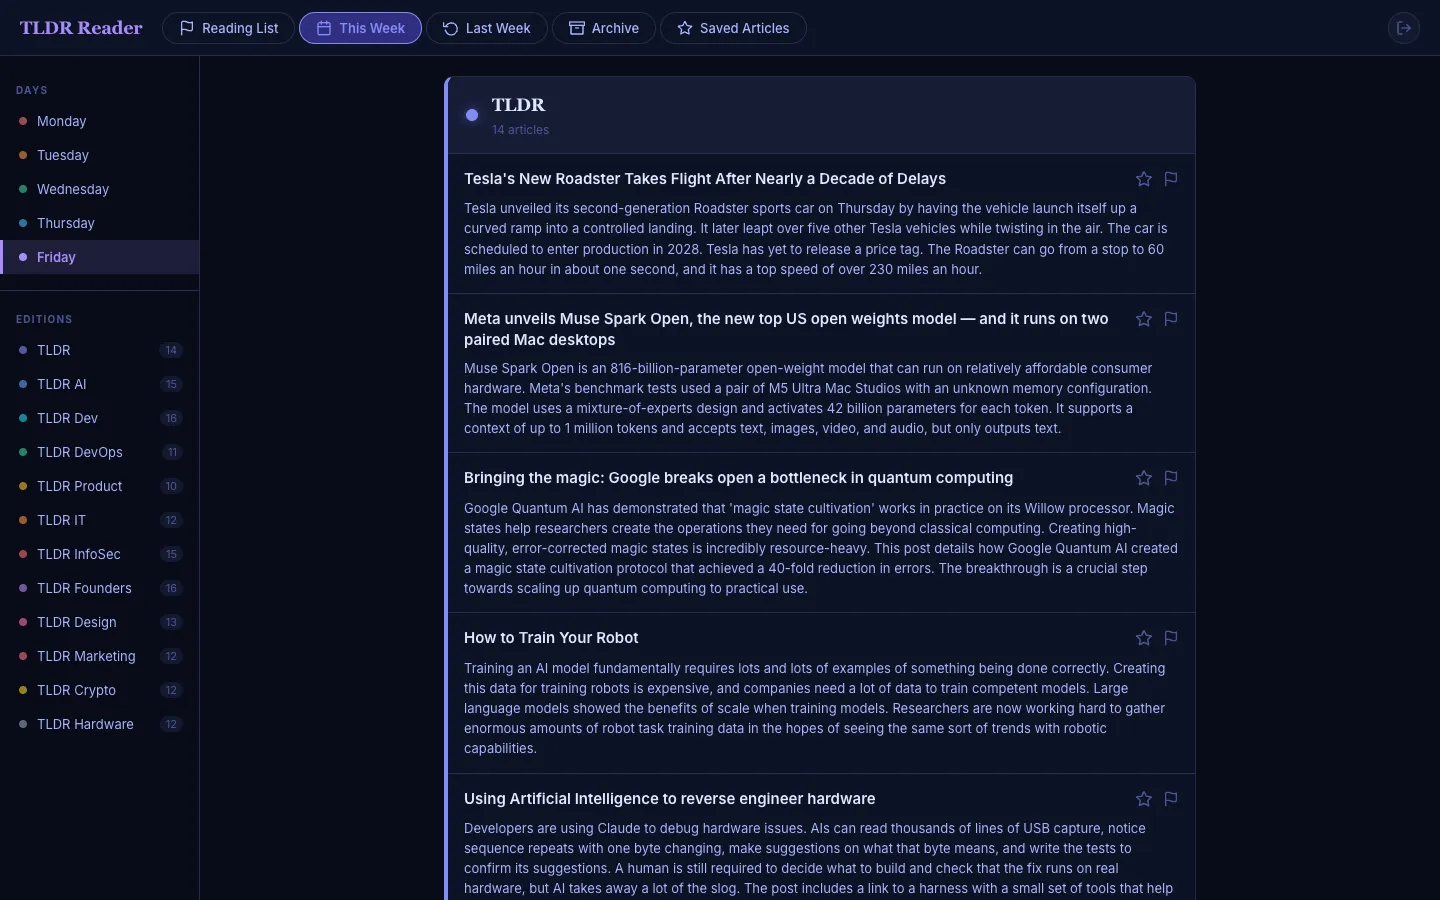 TLDR Reader
Reading List
This Week
Last Week
Archive
Saved Articles
DAYS
Monday
Tuesday
Wednesday
Thursday
Friday
EDITIONS
TLDR 14
TLDR AI 15
TLDR Dev 16
TLDR DevOps 11
TLDR Product 10
TLDR IT 12
TLDR InfoSec 15
TLDR Founders 16
TLDR Design 13
TLDR Marketing 12
TLDR Crypto 12
TLDR Hardware 12
TLDR
14 articles
Tesla's New Roadster Takes Flight After Nearly a Decade of Delays
Tesla unveiled its second-generation Roadster sports car on Thursday by having the vehicle launch itself up a
curved ramp into a controlled landing. It later leapt over five other Tesla vehicles while twisting in the air. The car is
scheduled to enter production in 2028. Tesla has yet to release a price tag. The Roadster can go from a stop to 60
miles an hour in about one second, and it has a top speed of over 230 miles an hour.
Meta unveils Muse Spark Open, the new top US open weights model — and it runs on two
paired Mac desktops
Muse Spark Open is an 816-billion-parameter open-weight model that can run on relatively affordable consumer
hardware. Meta's benchmark tests used a pair of M5 Ultra Mac Studios with an unknown memory configuration.
The model uses a mixture-of-experts design and activates 42 billion parameters for each token. It supports a
context of up to 1 million tokens and accepts text, images, video, and audio, but only outputs text.
Bringing the magic: Google breaks open a bottleneck in quantum computing
Google Quantum AI has demonstrated that 'magic state cultivation' works in practice on its Willow processor. Magic
states help researchers create the operations they need for going beyond classical computing. Creating high-
quality, error-corrected magic states is incredibly resource-heavy. This post details how Google Quantum AI created
a magic state cultivation protocol that achieved a 40-fold reduction in errors. The breakthrough is a crucial step
towards scaling up quantum computing to practical use.
How to Train Your Robot
Training an AI model fundamentally requires lots and lots of examples of something being done correctly. Creating
this data for training robots is expensive, and companies need a lot of data to train competent models. Large
language models showed the benefits of scale when training models. Researchers are now working hard to gather
enormous amounts of robot task training data in the hopes of seeing the same sort of trends with robotic
capabilities.
Using Artificial Intelligence to reverse engineer hardware
Developers are using Claude to debug hardware issues. AIs can read thousands of lines of USB capture, notice
sequence repeats with one byte changing, make suggestions on what that byte means, and write the tests to
confirm its suggestions. A human is still required to decide what to build and check that the fix runs on real
hardware, but AI takes away a lot of the slog. The post includes a link to a harness with a small set of tools that help